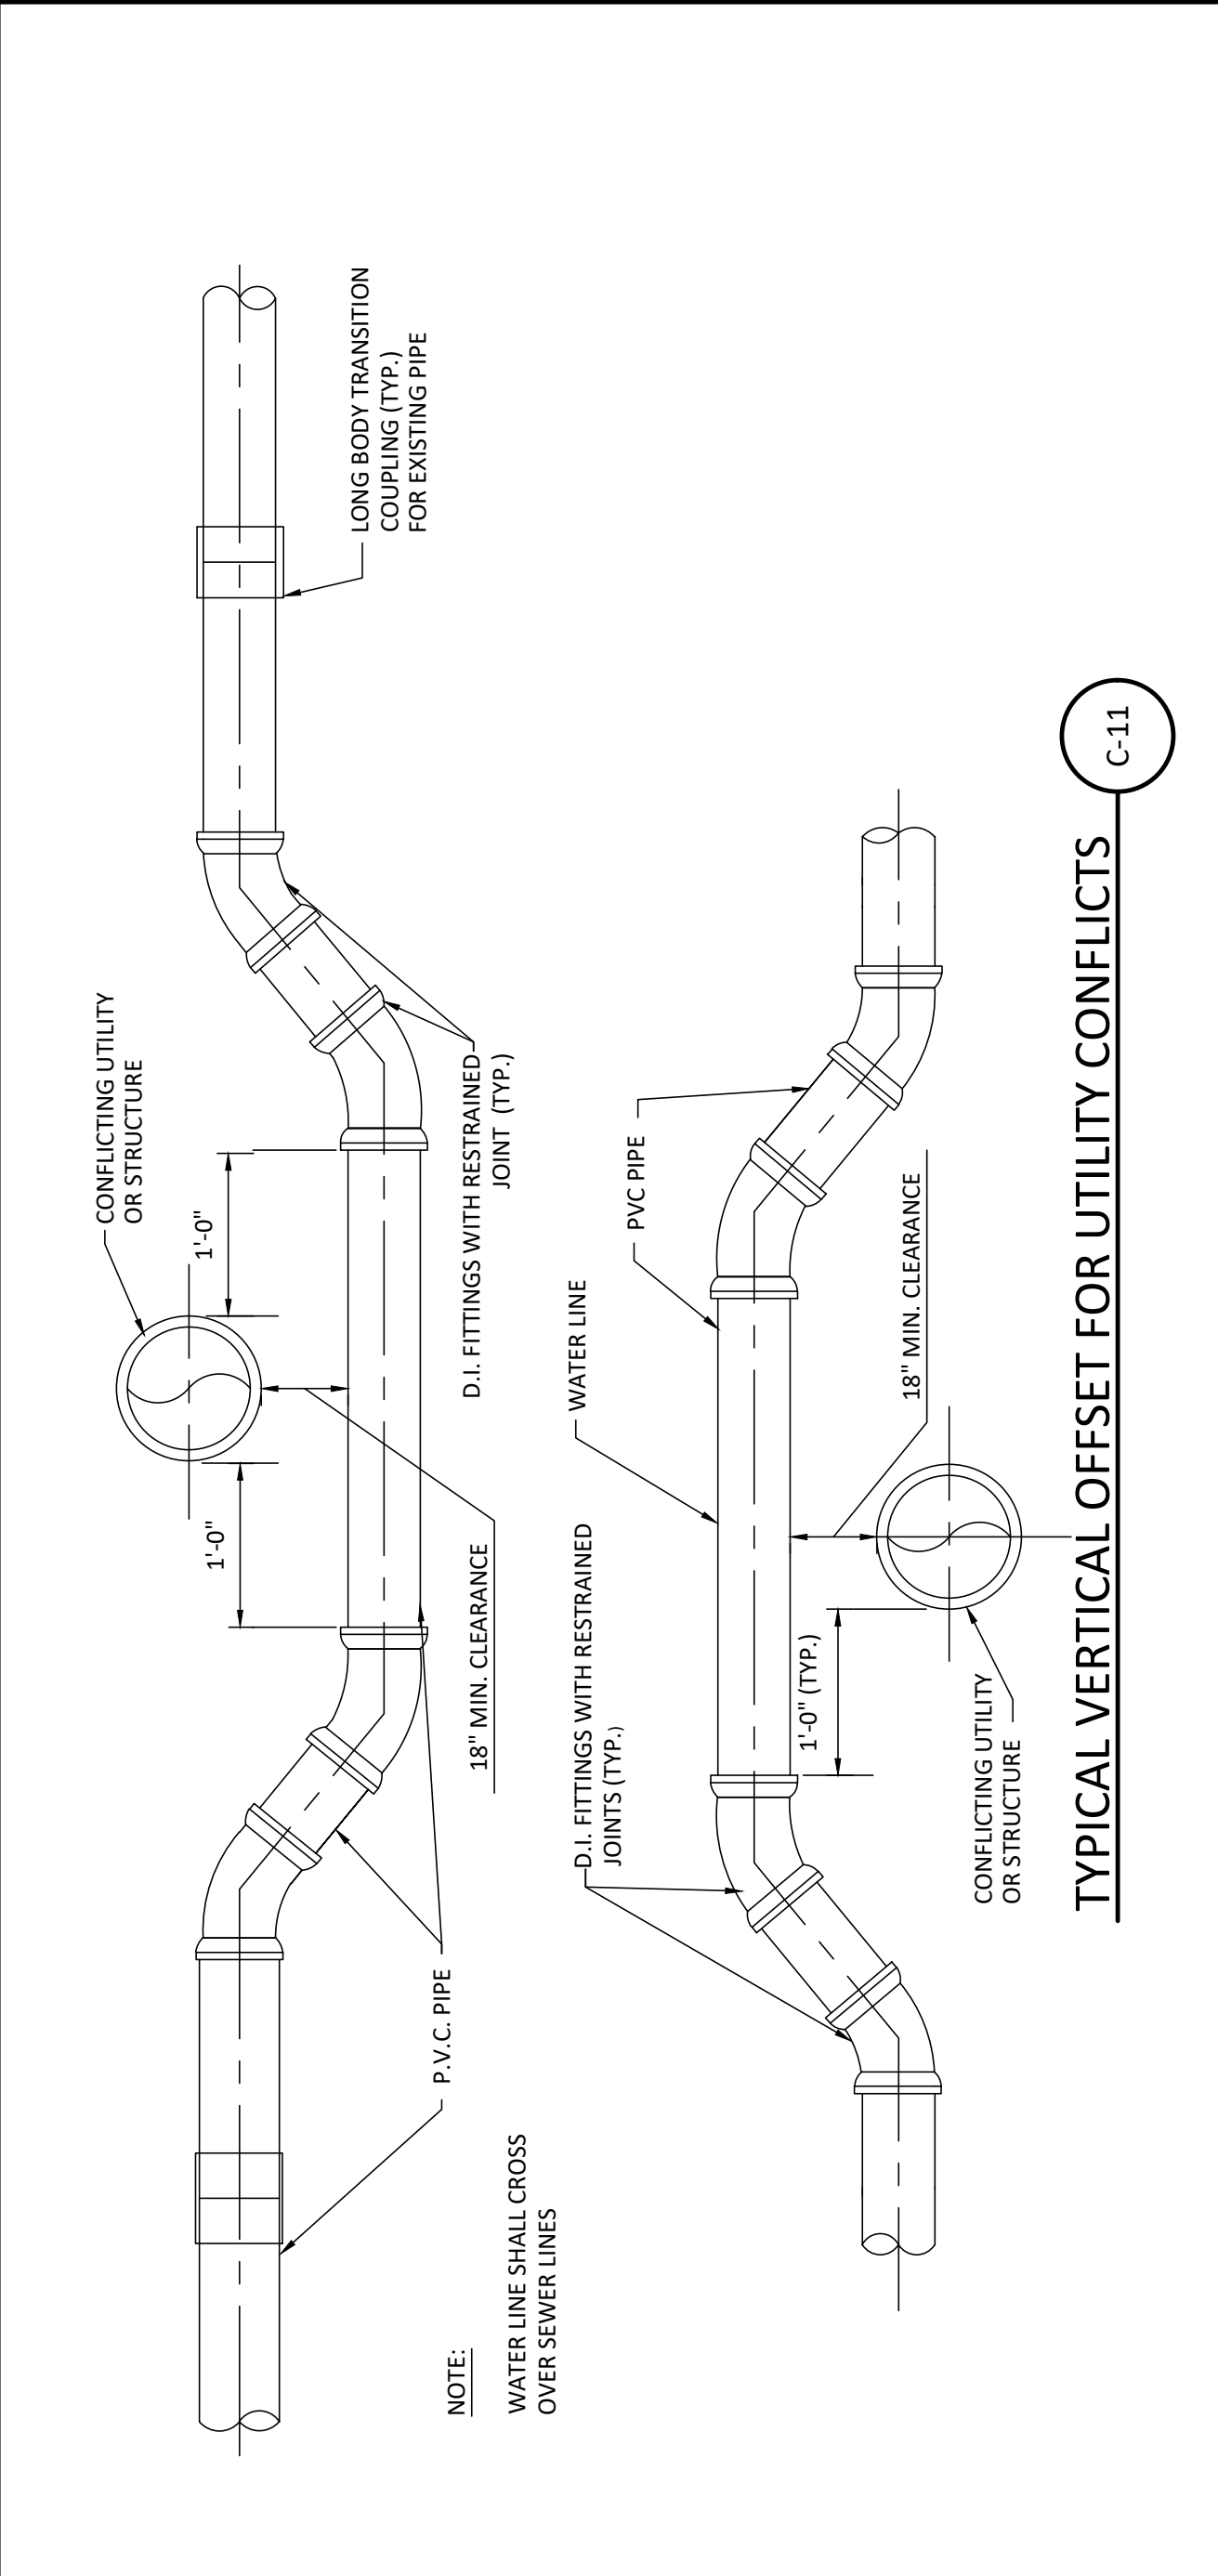 CONFLICTING UTILITY
OR STRUCTURE
1'-0"
1'-0"
LONG BODY TRANSITION
COUPLING (TYP.)
FOR EXISTING PIPE
P.V.C. PIPE
18" MIN. CLEARANCE
D.I. FITTINGS WITH RESTRAINED
JOINT (TYP.)
NOTE:
WATER LINE SHALL CROSS
OVER SEWER LINES
D.I. FITTINGS WITH RESTRAINED
JOINTS (TYP.)
WATER LINE
PVC PIPE
1'-0" (TYP.)
18" MIN. CLEARANCE
CONFLICTING UTILITY
OR STRUCTURE
TYPICAL VERTICAL OFFSET FOR UTILITY CONFLICTS
C-11